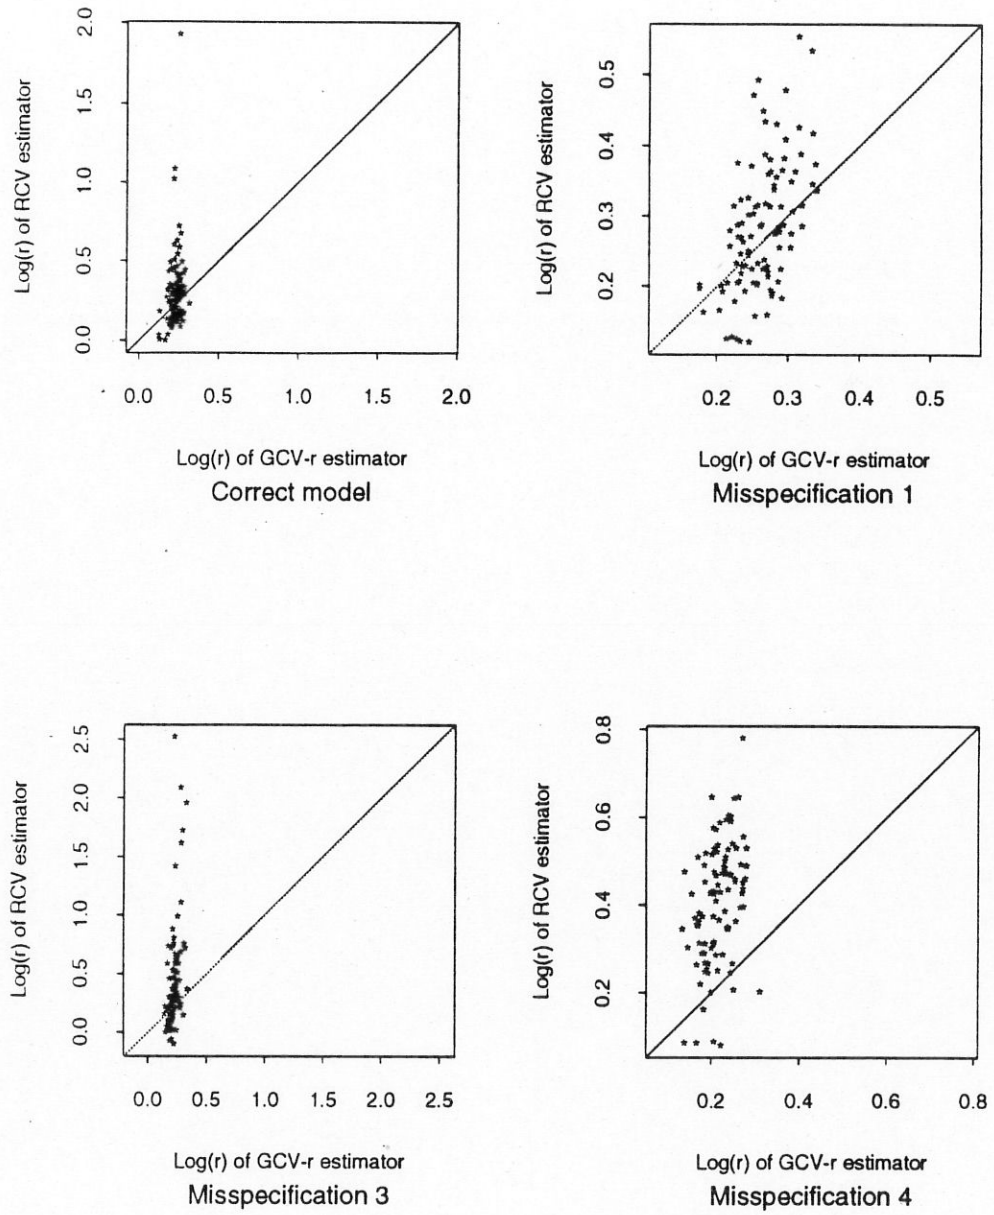 Log(r) of RCV estimator
2.0
1.5
1.0
0.5
0.0
0.0 0.5 1.0 1.5 2.0
Log(r) of GCV-r estimator
Correct model
Log(r) of RCV estimator
0.5
0.4
0.3
0.2
0.2 0.3 0.4 0.5
Log(r) of GCV-r estimator
Misspecification 1
Log(r) of RCV estimator
2.5
2.0
1.5
1.0
0.5
0.0
0.0 0.5 1.0 1.5 2.0 2.5
Log(r) of GCV-r estimator
Misspecification 3
Log(r) of RCV estimator
0.8
0.6
0.4
0.2
0.2 0.4 0.6 0.8
Log(r) of GCV-r estimator
Misspecification 4